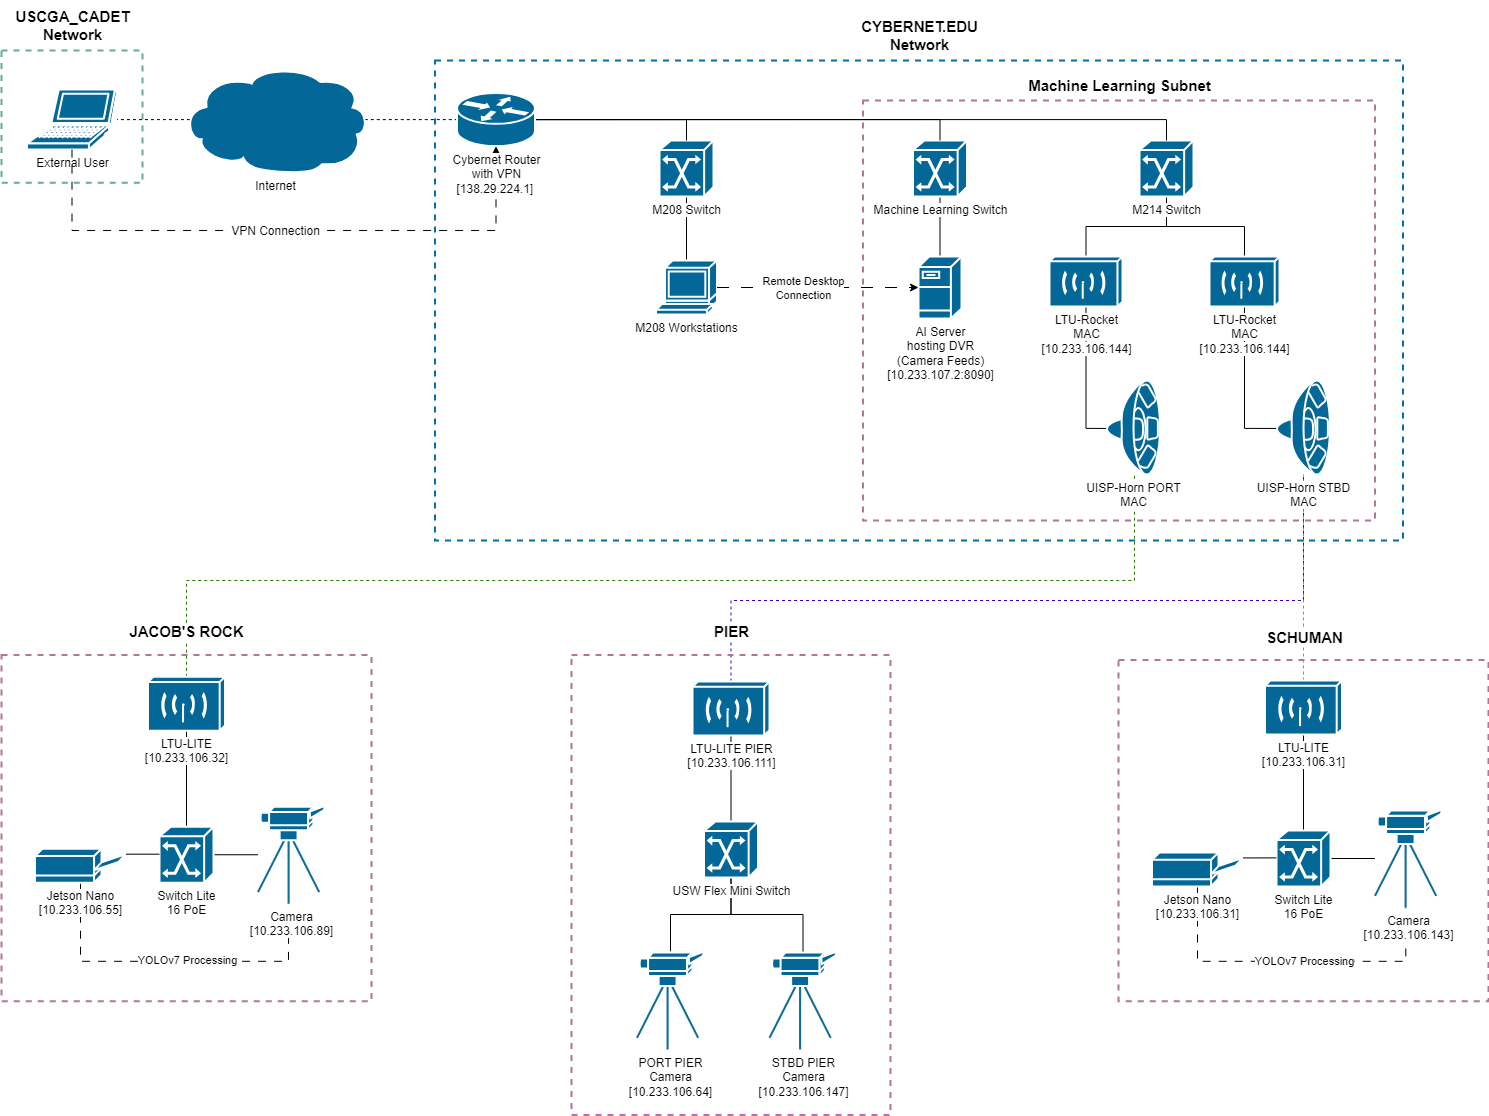 USCGA_CADET
Network
External User
Internet
VPN Connection
CYBERNET.EDU
Network
Cybernet Router
with VPN
[138.29.224.1]
M208 Switch
M208 Workstations
Remote Desktop
Connection
Machine Learning Subnet
Machine Learning Switch
AI Server
hosting DVR
(Camera Feeds)
[10.233.107.2:8090]
M214 Switch
LTU-Rocket
MAC
[10.233.106.144]
LTU-Rocket
MAC
[10.233.106.144]
UISP-Horn PORT
MAC
UISP-Horn STBD
MAC
JACOB'S ROCK
LTU-LITE
[10.233.106.32]
Jetson Nano
[10.233.106.55]
Switch Lite
16 PoE
Camera
[10.233.106.89]
YOLOv7 Processing
PIER
LTU-LITE PIER
[10.233.106.111]
USW Flex Mini Switch
PORT PIER
Camera
[10.233.106.64]
STBD PIER
Camera
[10.233.106.147]
SCHUMAN
LTU-LITE
[10.233.106.31]
Jetson Nano
[10.233.106.31]
Switch Lite
16 PoE
Camera
[10.233.106.143]
YOLOv7 Processing